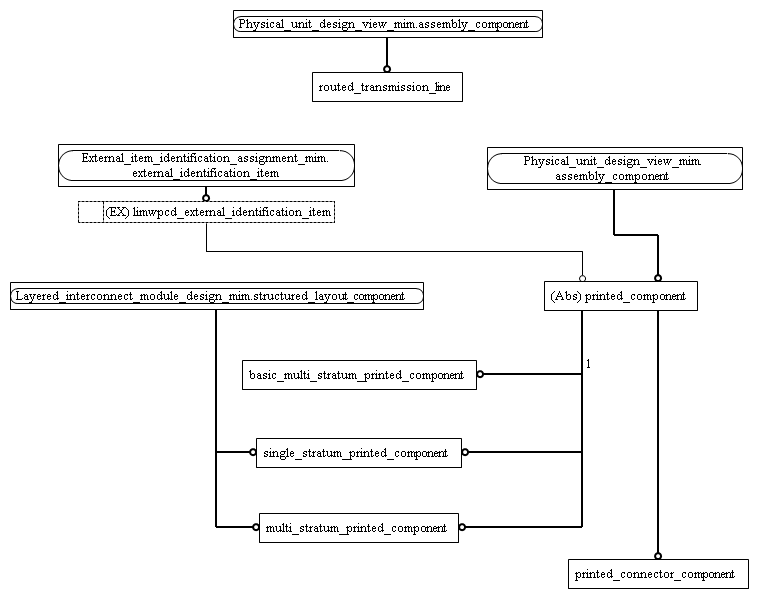 Physical_unit_design_view_mim.assembly_component
routed_transmission_line
External_item_identification_assignment_mim.
external_identification_item
Physical_unit_design_view_mim.
assembly_component
(EX) limwpcd_external_identification_item
Layered_interconnect_module_design_mim.structured_layout_component
(Abs) printed_component
1
basic_multi_stratum_printed_component
single_stratum_printed_component
multi_stratum_printed_component
printed_connector_component